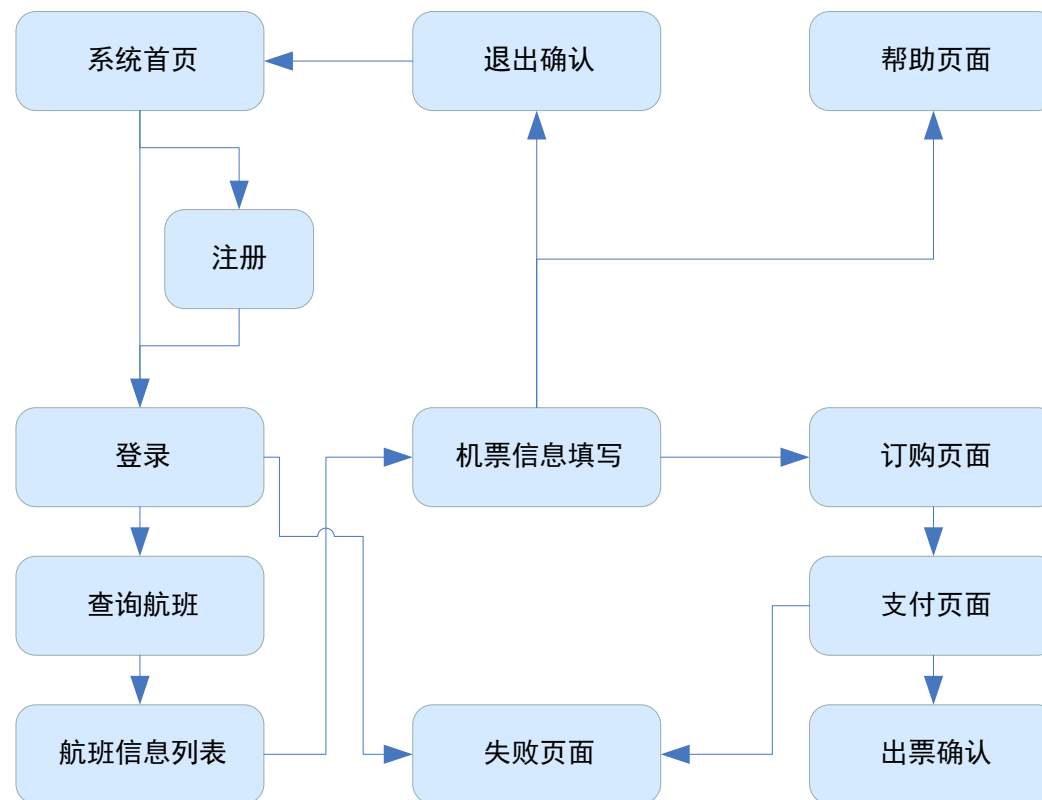 系统首页
退出确认
帮助页面
注册
登录
机票信息填写
订购页面
查询航班
支付页面
航班信息列表
失败页面
出票确认